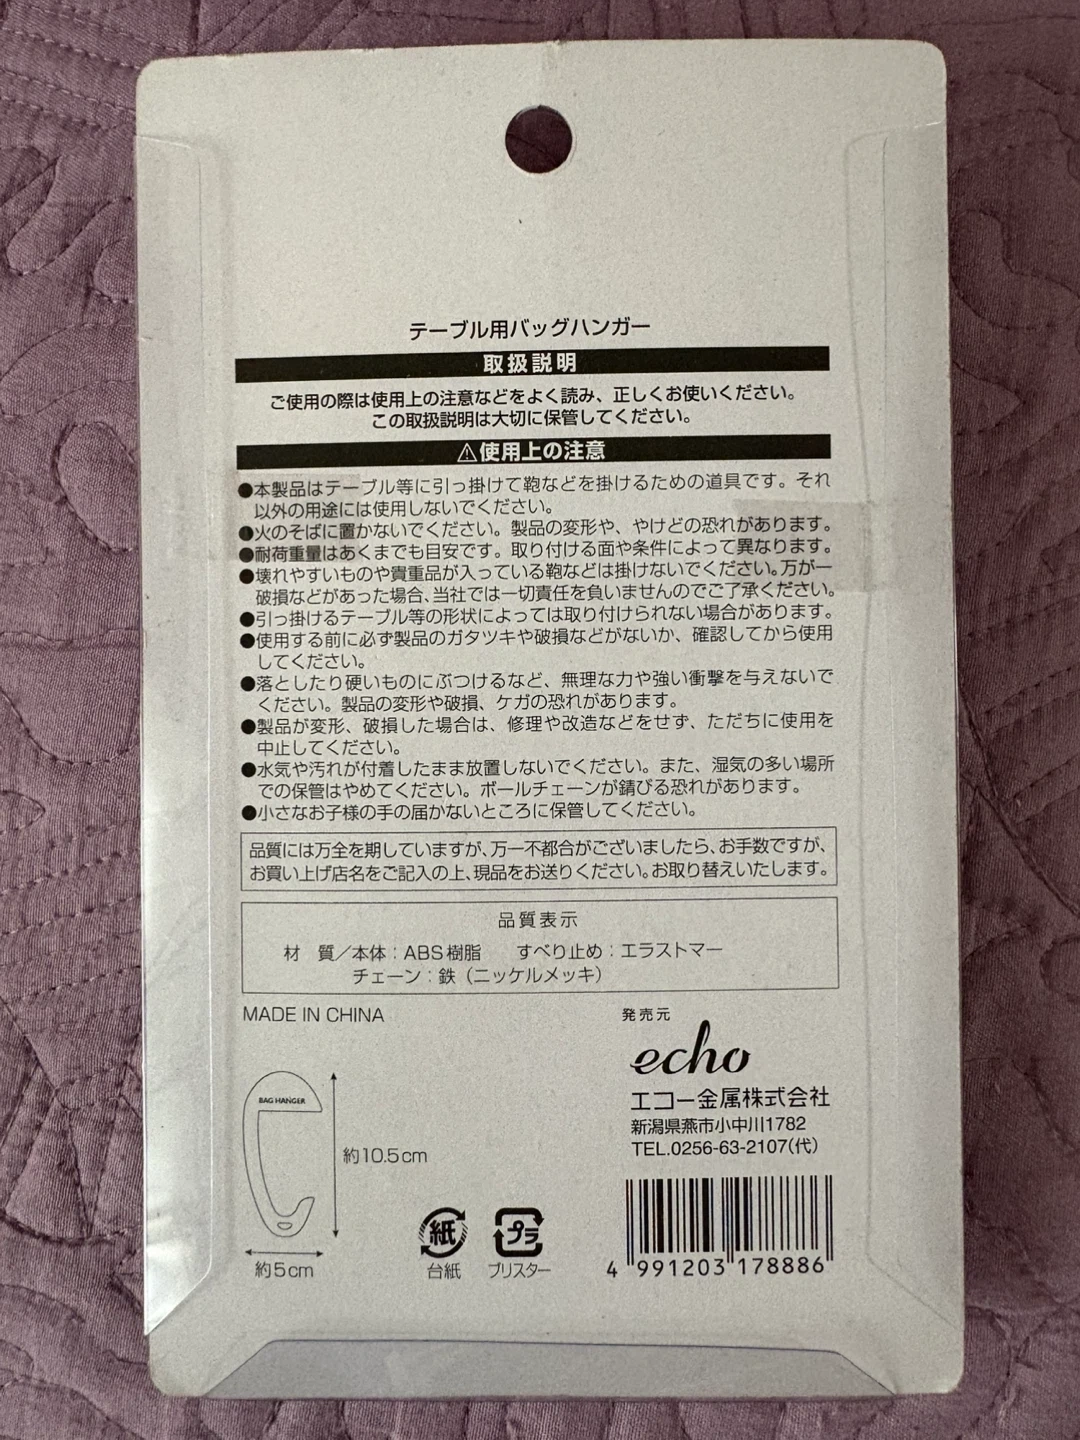 テーブル用バッグハンガー
取扱説明
ご使用の際は使用上の注意などをよく読み、正しくお使いください。
この取扱説明は大切に保管してください。
⚠使用上の注意
●本製品はテーブル等に引っ掛けて鞄などを掛けるための道具です。それ
以外の用途には使用しないでください。
●火のそばに置かないでください。製品の変形や、やけどの恐れがあります。
●耐荷重量はあくまでも目安です。取り付ける面や条件によって異なります。
●壊れやすいものや貴重品が入っている鞄などは掛けないでください。万が一
破損などがあった場合、当社では一切責任を負いませんのでご了承ください。
●引っ掛けるテーブル等の形状によっては取り付けられない場合があります。
●使用する前に必ず製品のガタツキや破損などがないか、確認してから使用
してください。
●落としたり硬いものにぶつけるなど、無理な力や強い衝撃を与えないで
ください。製品の変形や破損、ケガの恐れがあります。
●製品が変形、破損した場合は、修理や改造などをせず、ただちに使用を
中止してください。
●水気や汚れが付着したまま放置しないでください。また、湿気の多い場所
での保管はやめてください。ボールチェーンが錆びる恐れがあります。
●小さなお子様の手の届かないところに保管してください。
品質には万全を期していますが、万一不都合がございましたら、お手数ですが、
お買い上げ店名をご記入の上、現品をお送りください。お取り替えいたします。
品質表示
材 質／本体：ABS樹脂 すべり止め：エラストマー
チェーン：鉄（ニッケルメッキ）
MADE IN CHINA
発売元
echo
エコー金属株式会社
新潟県燕市小中川1782
TEL.0256-63-2107(代)
BAG HANGER
約10.5cm
約5cm
紙
台紙
プラ
ブリスター
4 991203 178886